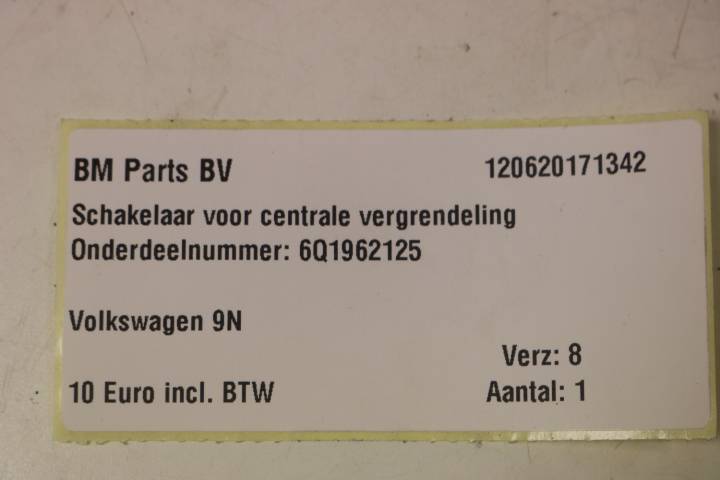 BM Parts BV 120620171342
Schakelaar voor centrale vergrendeling
Onderdeelnummer: 6Q1962125
Volkswagen 9N
Verz: 8
10 Euro incl. BTW Aantal: 1